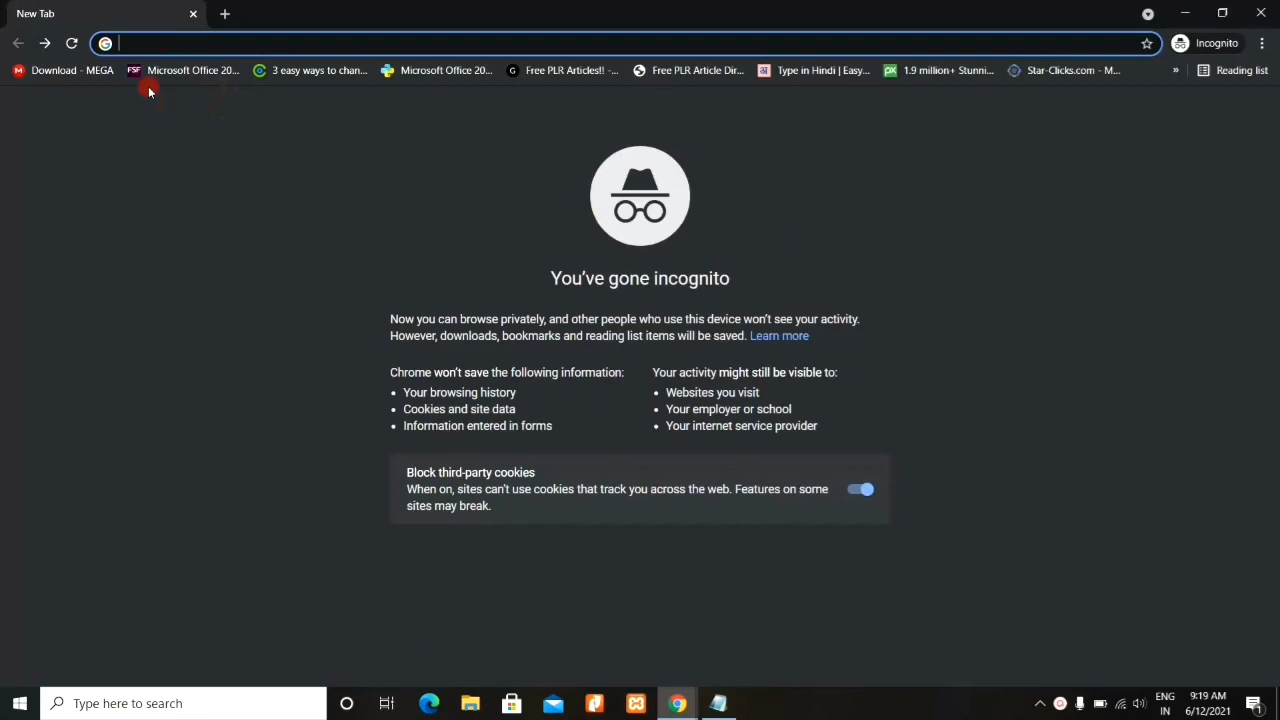 New Tab
Incognito
Download - MEGA
FSF Microsoft Office 20...
3 easy ways to chan...
Microsoft Office 20...
G Free PLR Articles!! -...
Free PLR Article Dir...
अ Type in Hindi | Easy...
px 1.9 million+ Stunni...
Star-Clicks.com - M...
» Reading list
You've gone incognito
Now you can browse privately, and other people who use this device won't see your activity.
However, downloads, bookmarks and reading list items will be saved. Learn more
Chrome won't save the following information:
• Your browsing history
• Cookies and site data
• Information entered in forms
Your activity might still be visible to:
• Websites you visit
• Your employer or school
• Your internet service provider
Block third-party cookies
When on, sites can't use cookies that track you across the web. Features on some
sites may break.
Type here to search
ENG
IN
9:19 AM
6/12/2021
1